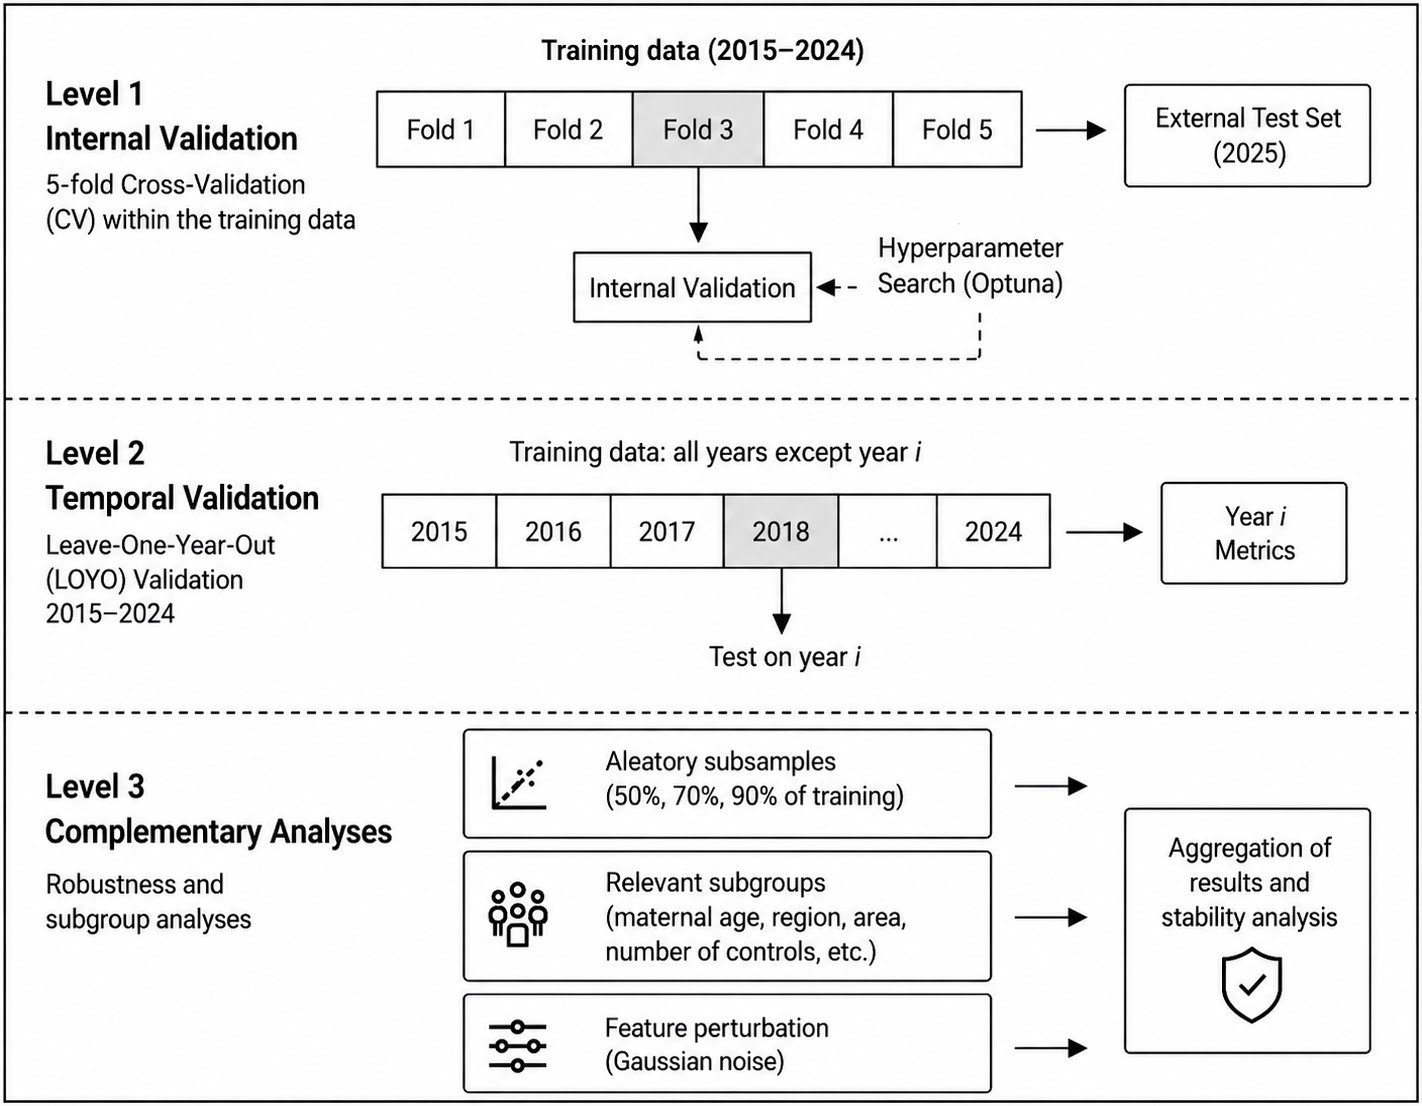 Training data (2015–2024)
Level 1
Internal Validation
5-fold Cross-Validation
(CV) within the training data
Fold 1
Fold 2
Fold 3
Fold 4
Fold 5
External Test Set
(2025)
Internal Validation
Hyperparameter
Search (Optuna)
Level 2
Temporal Validation
Leave-One-Year-Out
(LOYO) Validation
2015–2024
Training data: all years except year i
2015
2016
2017
2018
...
2024
Year i
Metrics
Test on year i
Level 3
Complementary Analyses
Robustness and
subgroup analyses
Aleatory subsamples
(50%, 70%, 90% of training)
Relevant subgroups
(maternal age, region, area,
number of controls, etc.)
Feature perturbation
(Gaussian noise)
Aggregation of
results and
stability analysis